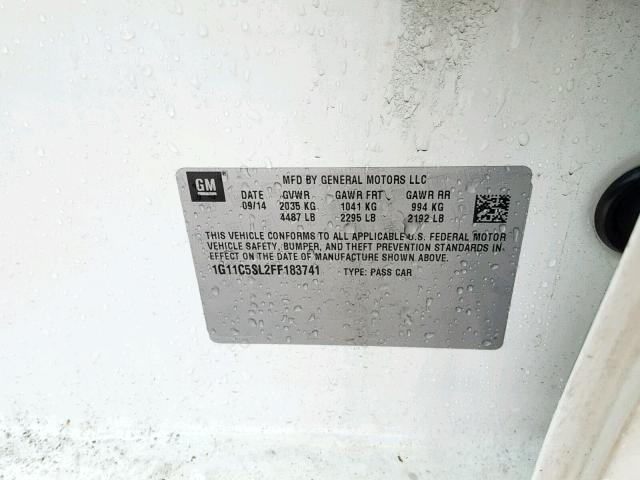 GM
MFD BY GENERAL MOTORS LLC
DATE GVWR GAWR FRT GAWR RR
09/14 2035 KG 1041 KG 994 KG
4487 LB 2295 LB 2192 LB
THIS VEHICLE CONFORMS TO ALL APPLICABLE U.S. FEDERAL MOTOR
VEHICLE SAFETY, BUMPER, AND THEFT PREVENTION STANDARDS IN
EFFECT ON THE DATE OF MANUFACTURE SHOWN ABOVE.
1G11C5SL2FF183741 TYPE: PASS CAR